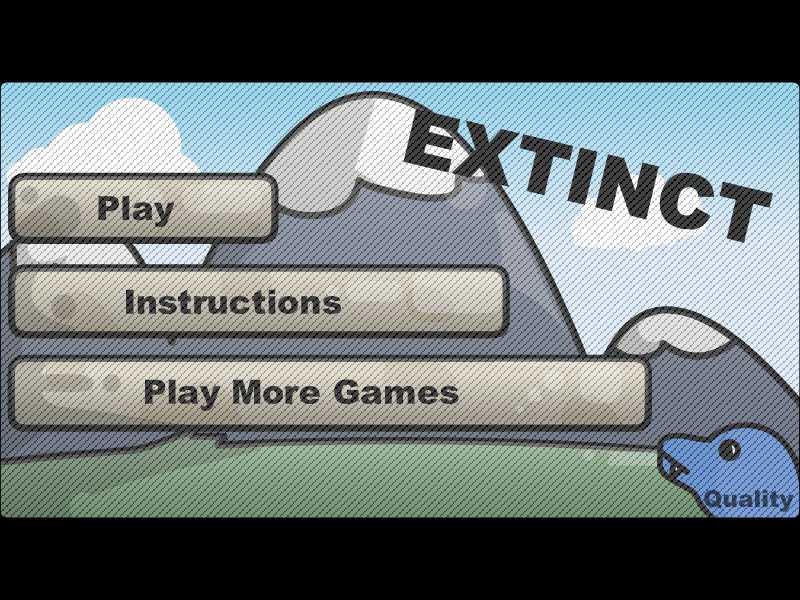 EXTINCT
Play
Instructions
Play More Games
Quality